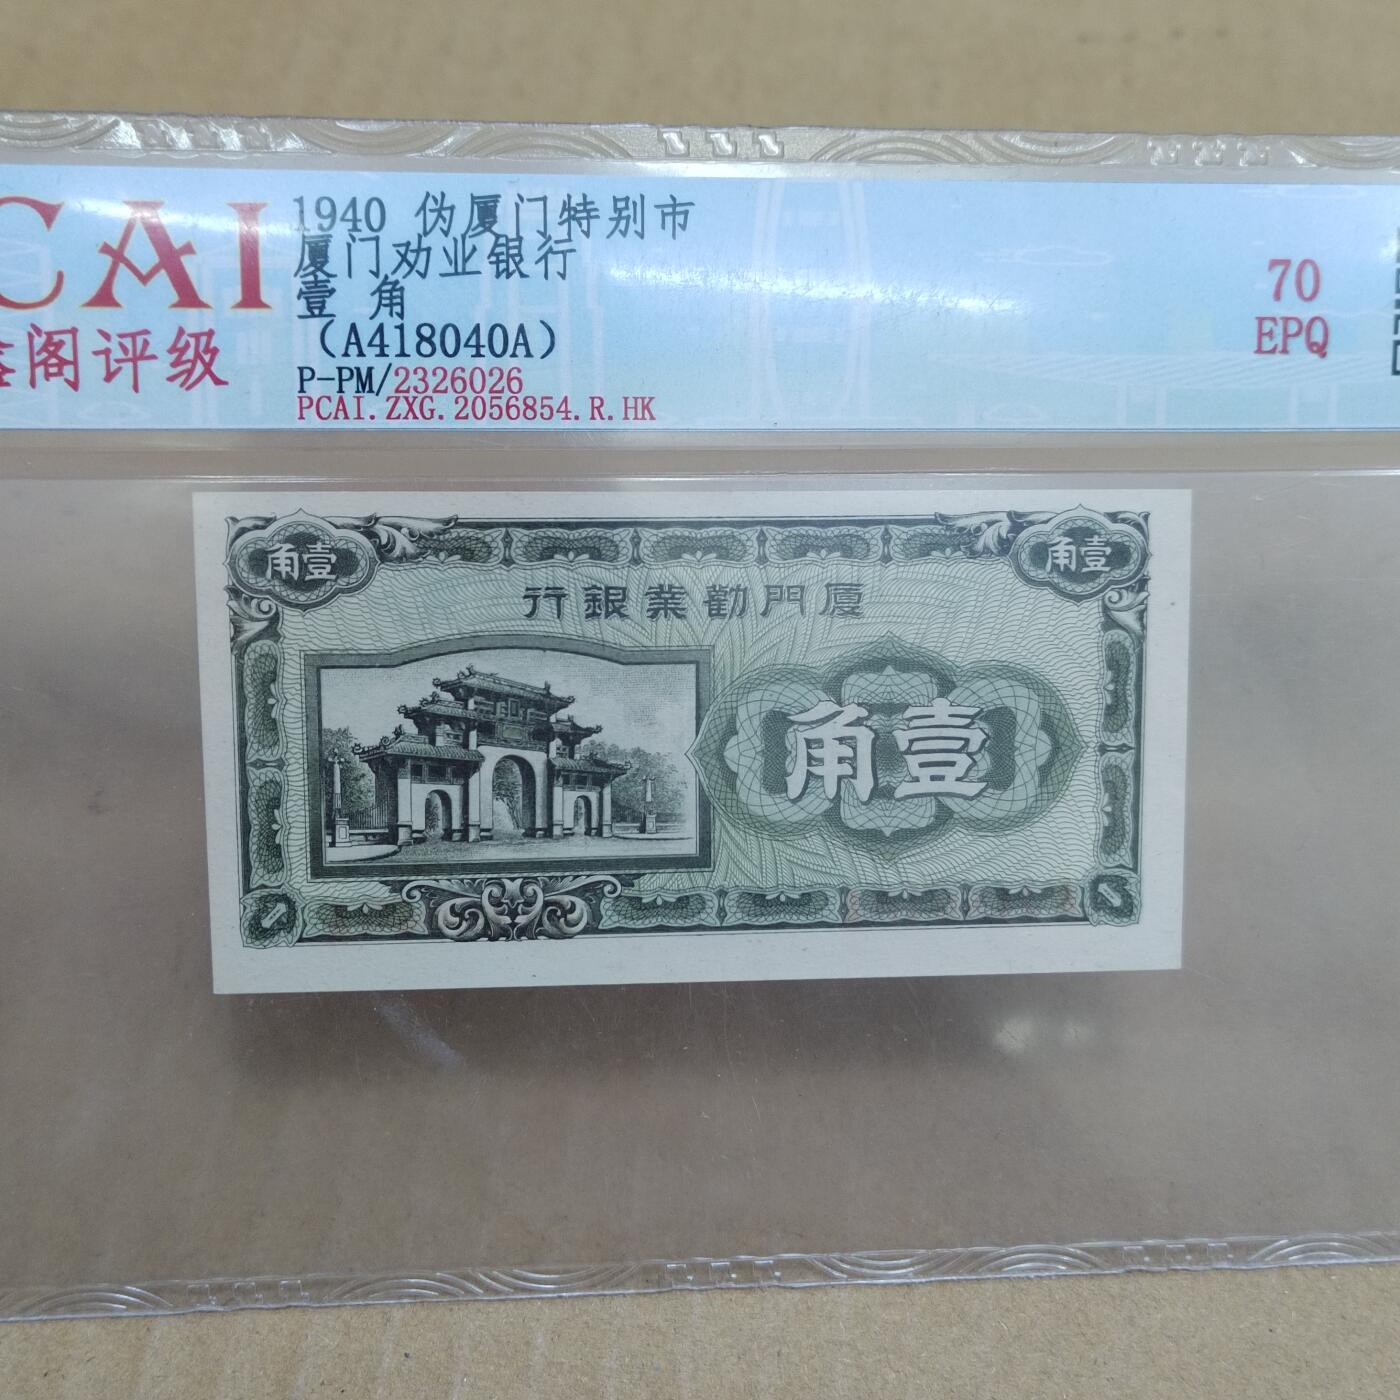 CAI
鑫阁评级
1940 伪厦门特别市
厦门劝业银行
壹 角
（A418040A）
P-PM/2326026
PCAI.ZXG.2056854.R.HK
70
EPQ
角壹
角壹
行銀業勸門廈
角壹